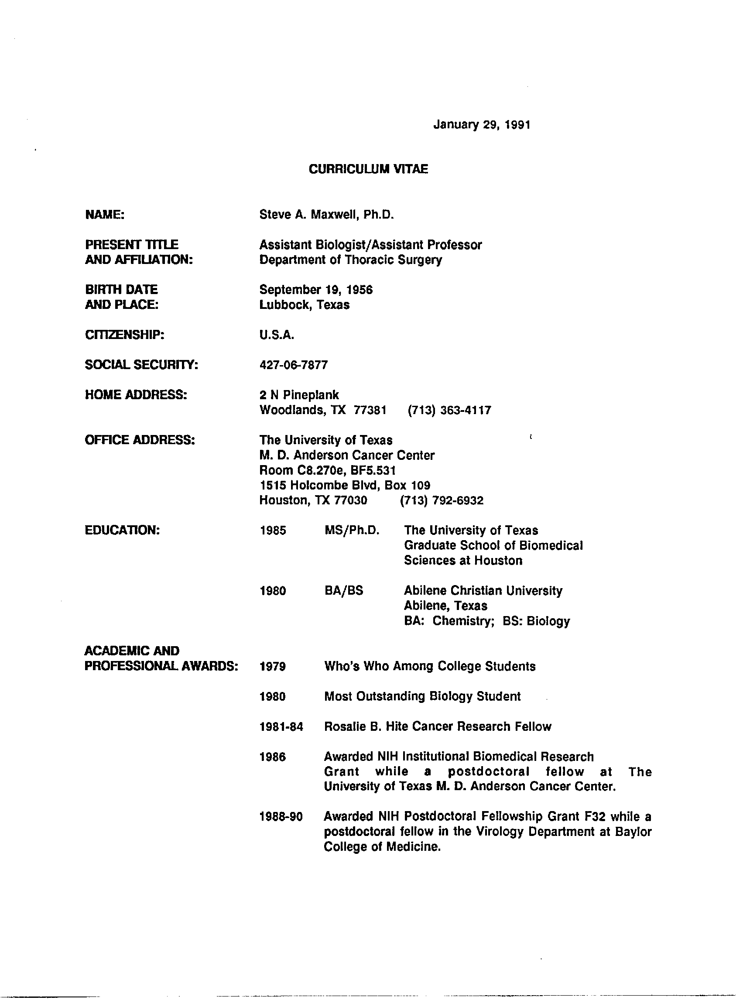 January 29, 1991
CURRICULUM VITAE
NAME: Steve A. Maxwell, Ph.D.
PRESENT TITLE Assistant Biologist/Assistant Professor
AND AFFILIATION: Department of Thoracic Surgery
BIRTH DATE September 19, 1956
AND PLACE: Lubbock, Texas
CITIZENSHIP: U.S.A.
SOCIAL SECURITY: 427-06-7877
HOME ADDRESS: 2 N Pineplank
Woodlands, TX 77381 (713) 363-4117
OFFICE ADDRESS: The University of Texas
M. D. Anderson Cancer Center
Room C8.270e, BF5.531
1515 Holcombe Blvd, Box 109
Houston, TX 77030 (713) 792-6932
EDUCATION: 1985 MS/Ph.D. The University of Texas
Graduate School of Biomedical
Sciences at Houston
1980 BA/BS Abilene Christian University
Abilene, Texas
BA: Chemistry; BS: Biology
ACADEMIC AND
PROFESSIONAL AWARDS: 1979 Who's Who Among College Students
1980 Most Outstanding Biology Student
1981-84 Rosalie B. Hite Cancer Research Fellow
1986 Awarded NIH Institutional Biomedical Research
Grant while a postdoctoral fellow at The
University of Texas M. D. Anderson Cancer Center.
1988-90 Awarded NIH Postdoctoral Fellowship Grant F32 while a
postdoctoral fellow in the Virology Department at Baylor
College of Medicine.